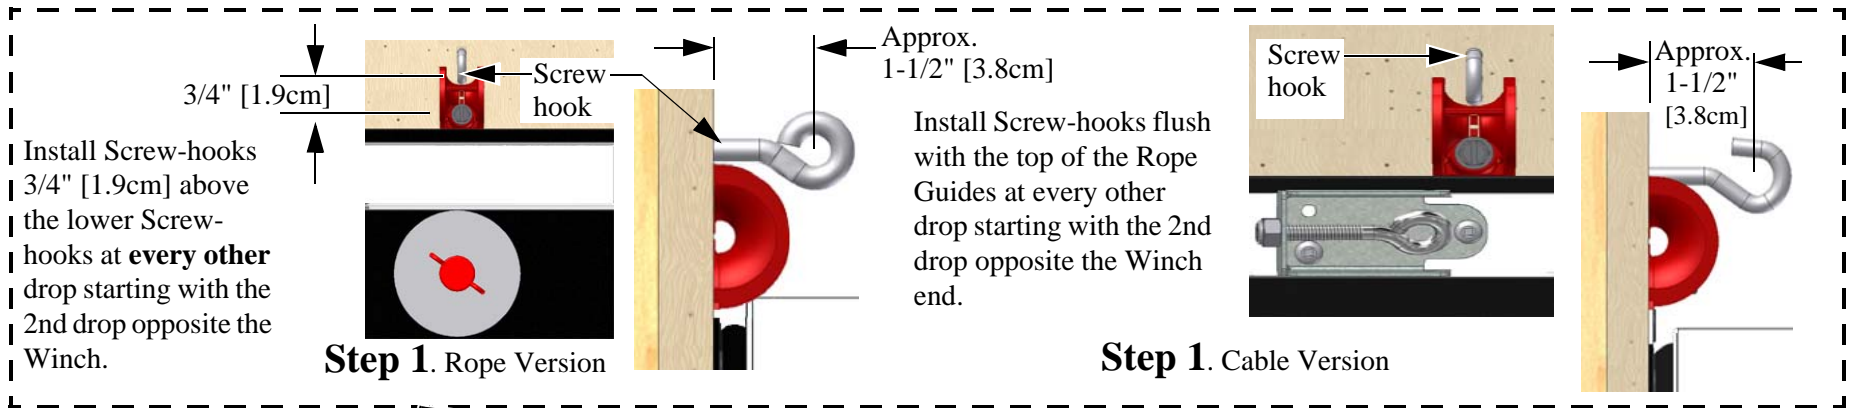 3/4" [1.9cm]
Screw
hook
Approx.
1-1/2" [3.8cm]
Install Screw-hooks
3/4" [1.9cm] above
the lower Screw-
hooks at every other
drop starting with the
2nd drop opposite the
Winch.
Step 1. Rope Version
Install Screw-hooks flush
with the top of the Rope
Guides at every other
drop starting with the 2nd
drop opposite the Winch
end.
Screw
hook
Approx.
1-1/2"
[3.8cm]
Step 1. Cable Version